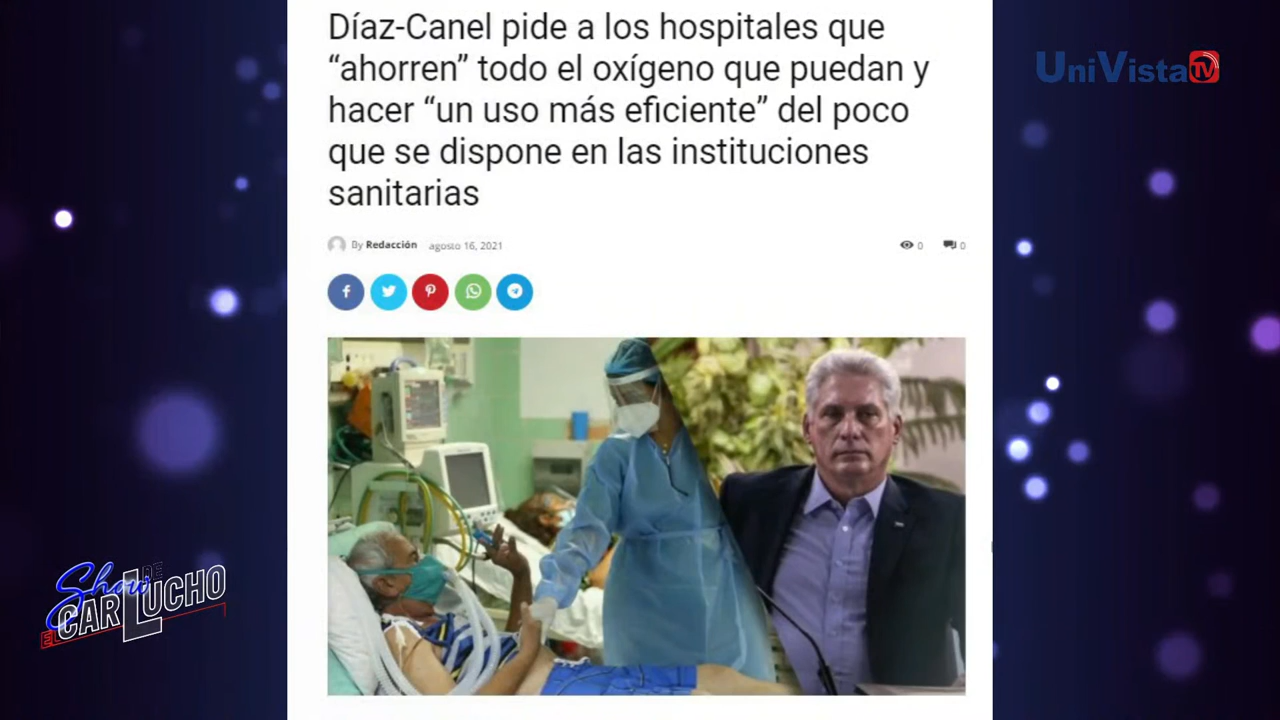 Díaz-Canel pide a los hospitales que
“ahorren” todo el oxígeno que puedan y
hacer “un uso más eficiente” del poco
que se dispone en las instituciones
sanitarias
By Redacción agosto 16, 2021
0 0
UniVista TV
Show DE
EL CARLUCHO